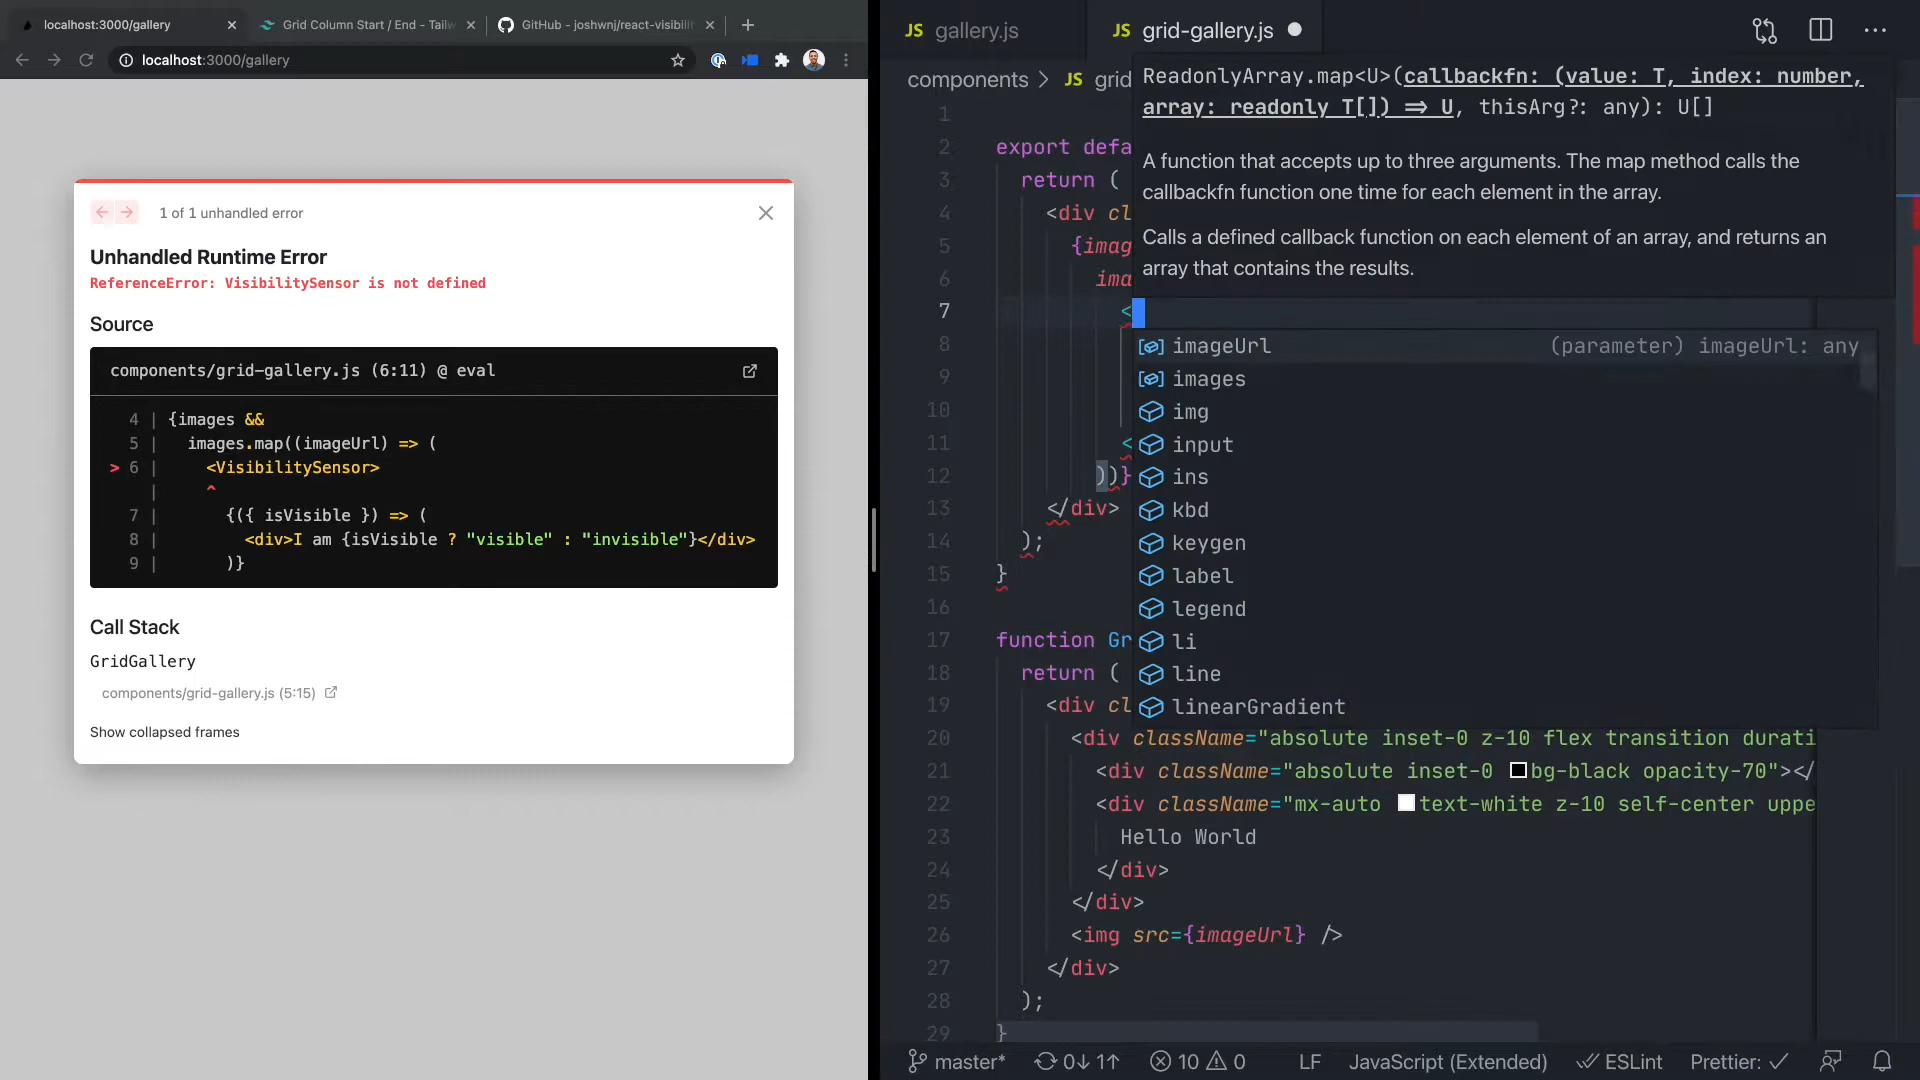 localhost:3000/gallery
Grid Column Start / End - Tailw
GitHub - joshwnj/react-visibili
localhost:3000/gallery
1 of 1 unhandled error
Unhandled Runtime Error
ReferenceError: VisibilitySensor is not defined
Source
components/grid-gallery.js (6:11) @ eval
4 | {images &&
5 | images.map((imageUrl) => (
> 6 | <VisibilitySensor>
| ^
7 | {({ isVisible }) => (
8 | <div>I am {isVisible ? "visible" : "invisible"}</div>
9 | )}
Call Stack
GridGallery
components/grid-gallery.js (5:15)
Show collapsed frames
JS gallery.js
JS grid-gallery.js
components > JS grid
ReadonlyArray.map<U>(callbackfn: (value: T, index: number,
array: readonly T[]) => U, thisArg?: any): U[]
A function that accepts up to three arguments. The map method calls the
callbackfn function one time for each element in the array.
Calls a defined callback function on each element of an array, and returns an
array that contains the results.
1
2 export defa
3 return (
4 <div cl
5 {imag
6 ima
7 <
8
9
10
11 <
12 ))}
13 </div>
14 );
15 }
16
imageUrl (parameter) imageUrl: any
images
img
input
ins
kbd
keygen
label
legend
li
line
linearGradient
17 function Gr
18 return (
19 <div cl
20 <div className="absolute inset-0 z-10 flex transition durati
21 <div className="absolute inset-0 bg-black opacity-70"></
22 <div className="mx-auto text-white z-10 self-center uppe
23 Hello World
24 </div>
25 </div>
26 <img src={imageUrl} />
27 </div>
28 );
29 }
master* 0↓ 1↑ 10 0 LF JavaScript (Extended) ESLint Prettier: ✓